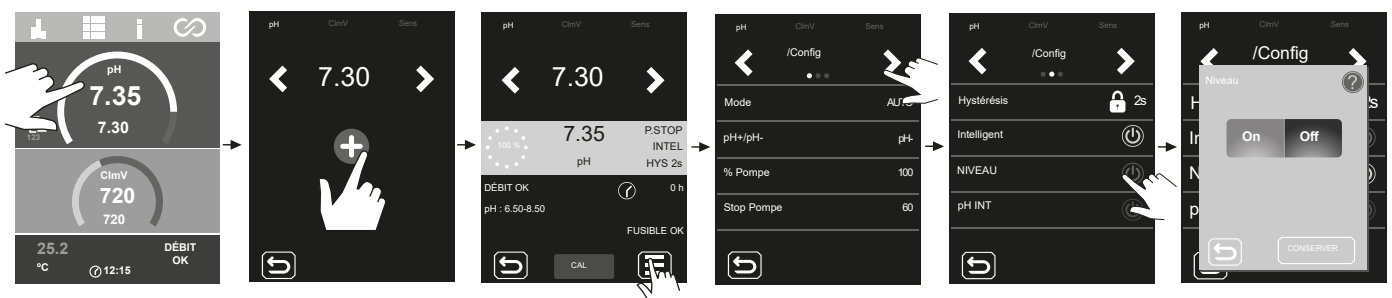 pH
7.35
7.30
123
ClmV
720
720
25.2
ºC
12:15
DÉBIT
OK
pH ClmV Sens
7.30
pH ClmV Sens
7.30
100 %
7.35
pH
P.STOP
INTEL
HYS 2s
DÉBIT OK
0 h
pH : 6.50-8.50
FUSIBLE OK
CAL
pH ClmV Sens
/Config
Mode AUTO
pH+/pH- pH-
% Pompe 100
Stop Pompe 60
pH ClmV Sens
/Config
Hystérésis 2s
Intelligent
NIVEAU
pH INT
pH ClmV Sens
/Config
Niveau ?
On Off
CONSERVER